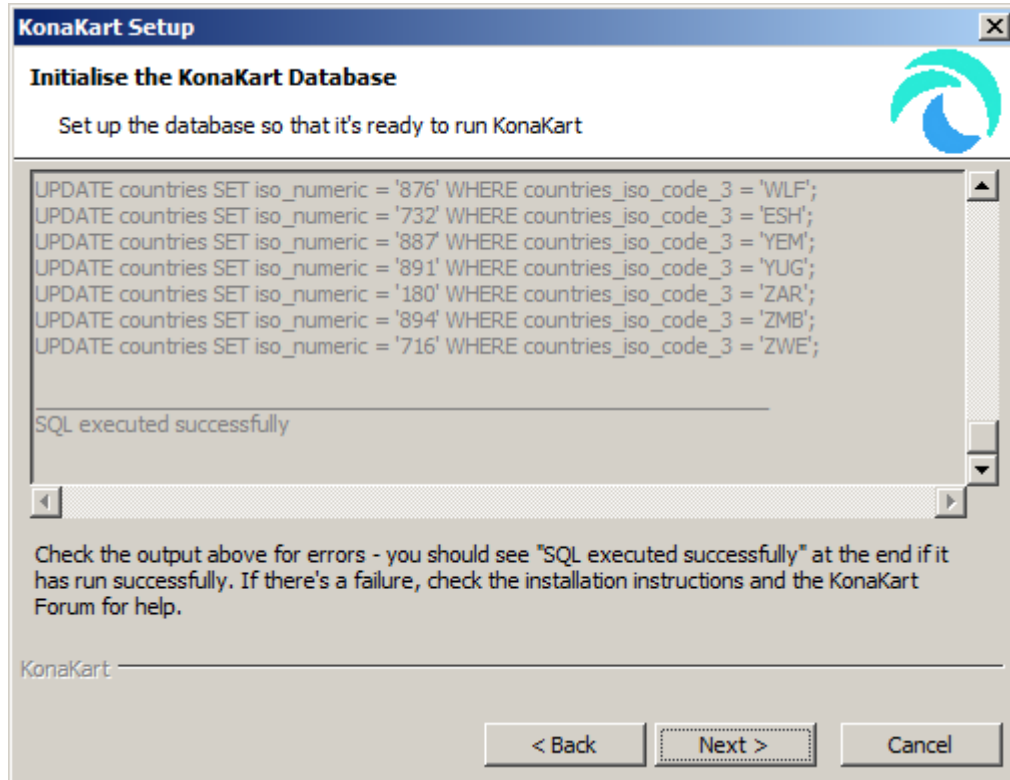 KonaKart Setup
Initialise the KonaKart Database
Set up the database so that it's ready to run KonaKart
UPDATE countries SET iso_numeric = '876' WHERE countries_iso_code_3 = 'WLF';
UPDATE countries SET iso_numeric = '732' WHERE countries_iso_code_3 = 'ESH';
UPDATE countries SET iso_numeric = '887' WHERE countries_iso_code_3 = 'YEM';
UPDATE countries SET iso_numeric = '891' WHERE countries_iso_code_3 = 'YUG';
UPDATE countries SET iso_numeric = '180' WHERE countries_iso_code_3 = 'ZAR';
UPDATE countries SET iso_numeric = '894' WHERE countries_iso_code_3 = 'ZMB';
UPDATE countries SET iso_numeric = '716' WHERE countries_iso_code_3 = 'ZWE';
SQL executed successfully
Check the output above for errors - you should see "SQL executed successfully" at the end if it
has run successfully. If there's a failure, check the installation instructions and the KonaKart
Forum for help.
KonaKart
< Back Next > Cancel